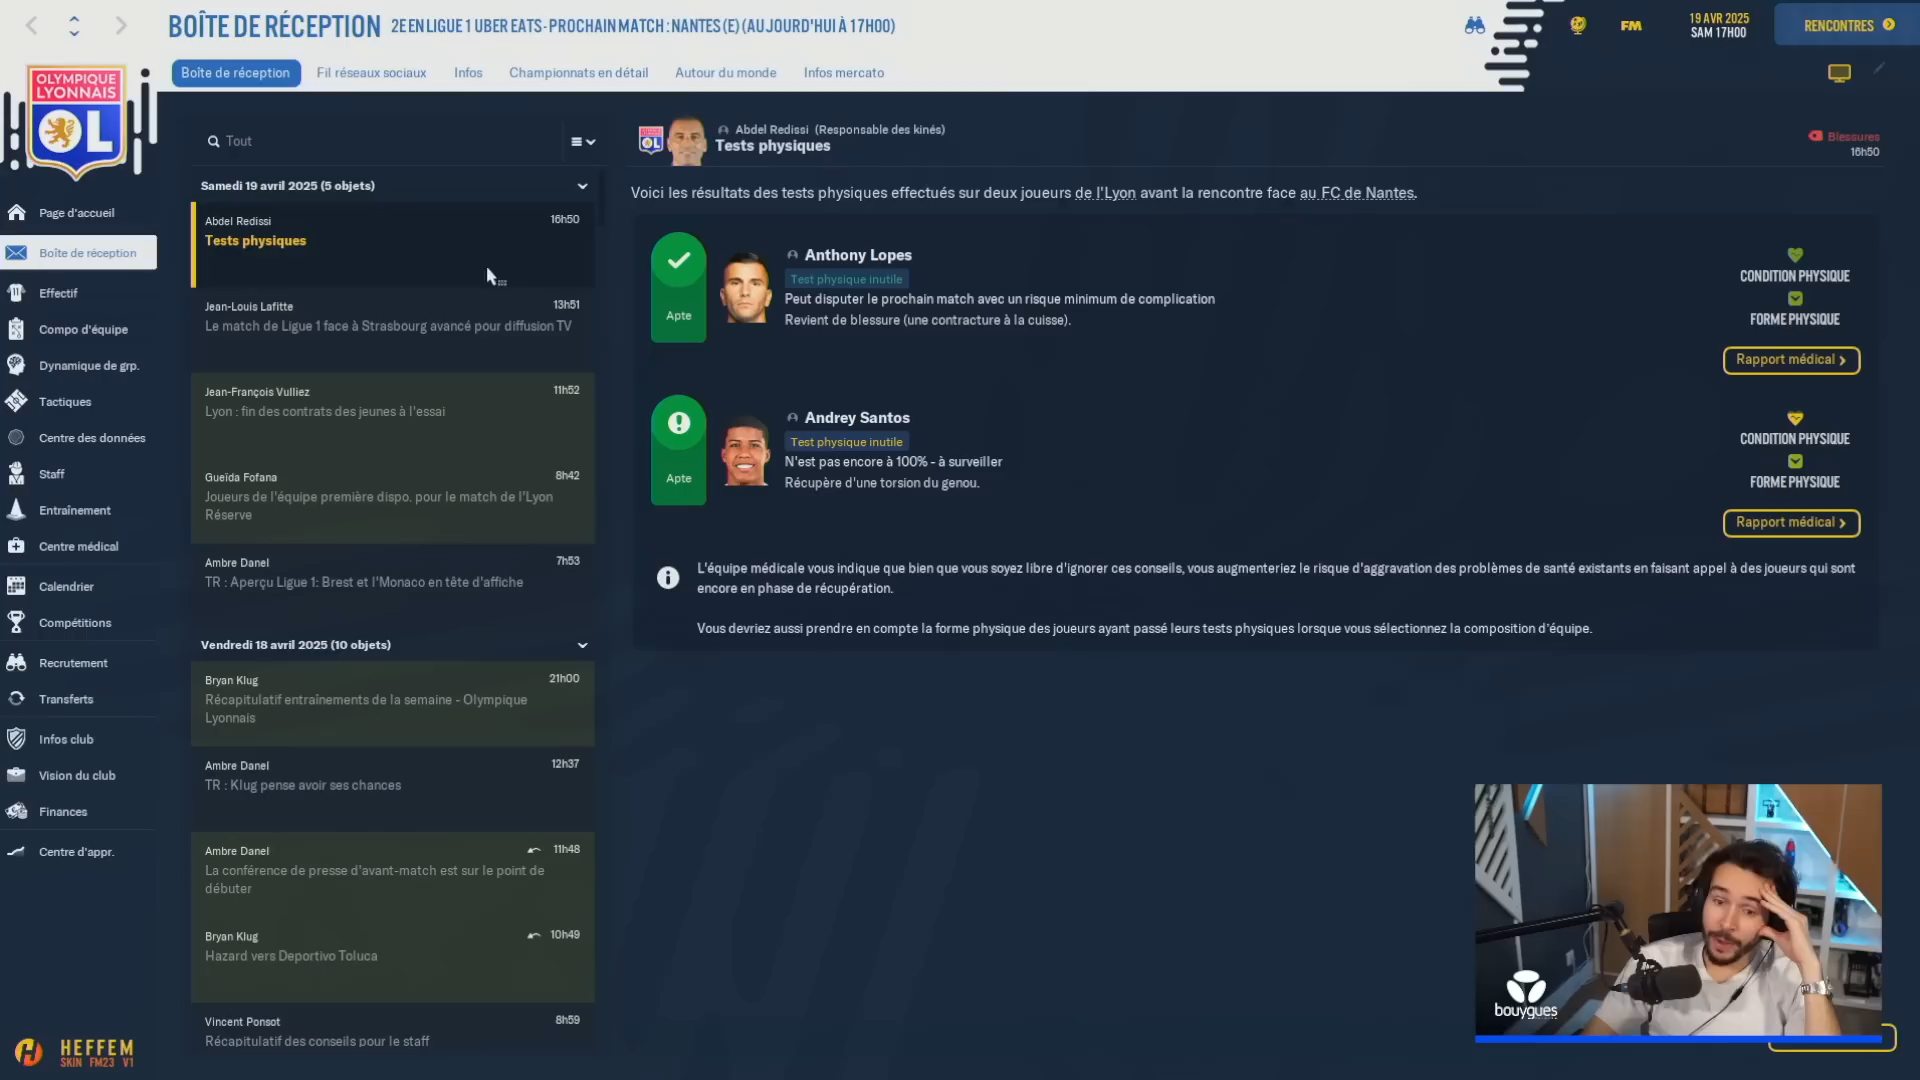 BOÎTE DE RÉCEPTION
2E EN LIGUE 1 UBER EATS - PROCHAIN MATCH : NANTES (E) (AUJOURD'HUI À 17H00)
FM
19 AVR 2025
SAM 17H00
RENCONTRES
Boîte de réception
Fil réseaux sociaux
Infos
Championnats en détail
Autour du monde
Infos mercato
OLYMPIQUE
LYONNAIS
OL
Page d'accueil
Boîte de réception
Effectif
Compo d'équipe
Dynamique de grp.
Tactiques
Centre des données
Staff
Entraînement
Centre médical
Calendrier
Compétitions
Recrutement
Transferts
Infos club
Vision du club
Finances
Centre d'appr.
HEFFEM
SKIN FM23 V1
Tout
Samedi 19 avril 2025 (5 objets)
Abdel Redissi
16h50
Tests physiques
Jean-Louis Lafitte
13h51
Le match de Ligue 1 face à Strasbourg avancé pour diffusion TV
Jean-François Vulliez
11h52
Lyon : fin des contrats des jeunes à l'essai
Gueïda Fofana
8h42
Joueurs de l'équipe première dispo. pour le match de l'Lyon
Réserve
Ambre Danel
7h53
TR : Aperçu Ligue 1: Brest et l'Monaco en tête d'affiche
Vendredi 18 avril 2025 (10 objets)
Bryan Klug
21h00
Récapitulatif entraînements de la semaine - Olympique
Lyonnais
Ambre Danel
12h37
TR : Klug pense avoir ses chances
Ambre Danel
11h48
La conférence de presse d'avant-match est sur le point de
débuter
Bryan Klug
10h49
Hazard vers Deportivo Toluca
Vincent Ponsot
8h59
Récapitulatif des conseils pour le staff
Abdel Redissi (Responsable des kinés)
Tests physiques
Blessures
16h50
Voici les résultats des tests physiques effectués sur deux joueurs de l'Lyon avant la rencontre face au FC de Nantes.
Apte
Anthony Lopes
Test physique inutile
Peut disputer le prochain match avec un risque minimum de complication
Revient de blessure (une contracture à la cuisse).
CONDITION PHYSIQUE
FORME PHYSIQUE
Rapport médical
Apte
Andrey Santos
Test physique inutile
N'est pas encore à 100% - à surveiller
Récupère d'une torsion du genou.
CONDITION PHYSIQUE
FORME PHYSIQUE
Rapport médical
L'équipe médicale vous indique que bien que vous soyez libre d'ignorer ces conseils, vous augmenteriez le risque d'aggravation des problèmes de santé existants en faisant appel à des joueurs qui sont
encore en phase de récupération.
Vous devriez aussi prendre en compte la forme physique des joueurs ayant passé leurs tests physiques lorsque vous sélectionnez la composition d'équipe.
bouygues